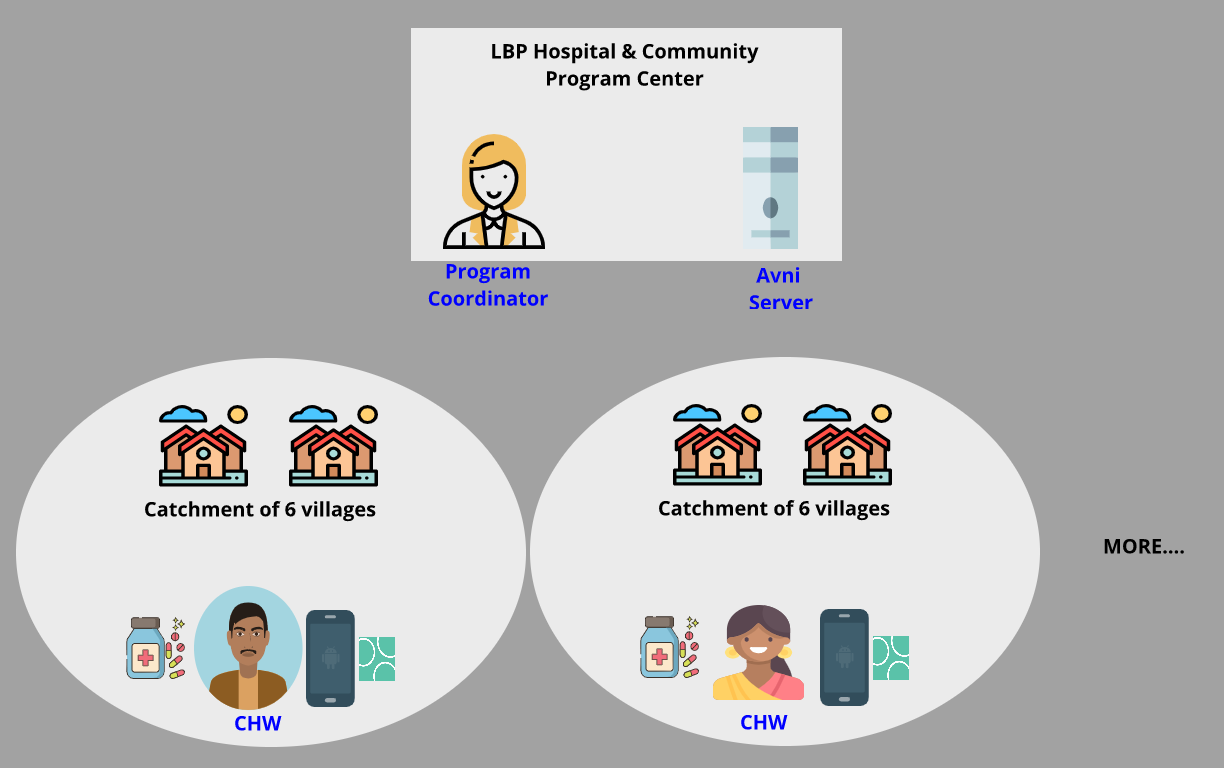 LBP Hospital & Community
Program Center
Program
Coordinator
Avni
Server
Catchment of 6 villages
Catchment of 6 villages
MORE....
CHW
CHW